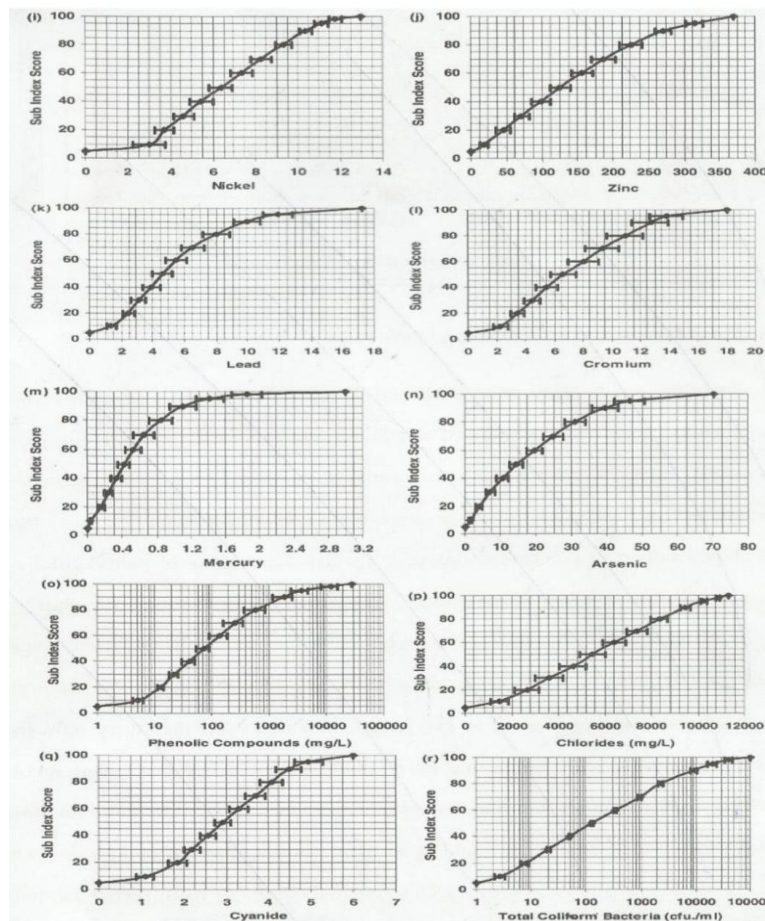 (i)
Sub Index Score
100
80
60
40
20
0
0 2 4 6 8 10 12 14
Nickel
(j)
Sub Index Score
100
80
60
40
20
0
0 50 100 150 200 250 300 350 400
Zinc
(k)
Sub Index Score
100
80
60
40
20
0
0 2 4 6 8 10 12 14 16 18
Lead
(l)
Sub Index Score
100
80
60
40
20
0
0 2 4 6 8 10 12 14 16 18 20
Cromium
(m)
Sub Index Score
100
80
60
40
20
0
0 0.4 0.8 1.2 1.6 2 2.4 2.8 3.2
Mercury
(n)
Sub Index Score
100
80
60
40
20
0
0 10 20 30 40 50 60 70 80
Arsenic
(o)
Sub Index Score
100
80
60
40
20
0
1 10 100 1000 10000 100000
Phenolic Compounds (mg/L)
(p)
Sub Index Score
100
80
60
40
20
0
0 2000 4000 6000 8000 10000 12000
Chlorides (mg/L)
(q)
Sub Index Score
100
80
60
40
20
0
0 1 2 3 4 5 6 7
Cyanide
(r)
Sub Index Score
100
80
60
40
20
0
1 10 100 1000 10000 100000
Total Coliform Bacteria (cfu./ml)